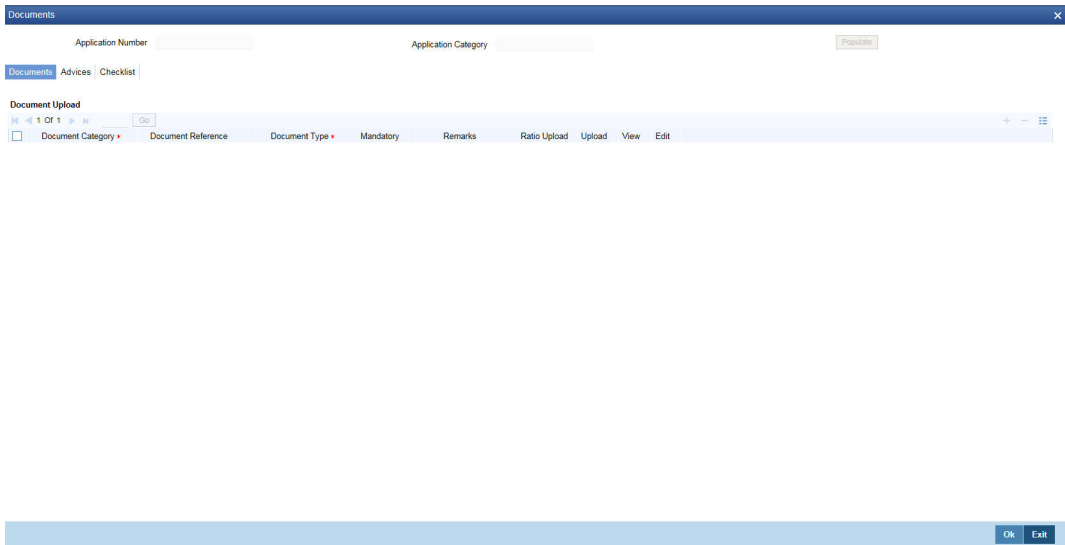 Documents
Application Number Application Category Populate
Documents Advices Checklist
Document Upload
1 Of 1 Go
Document Category * Document Reference Document Type * Mandatory Remarks Ratio Upload Upload View Edit
Ok Exit